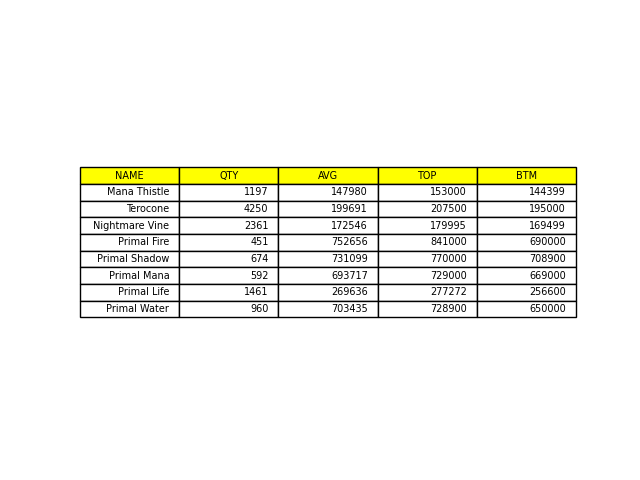 NAME QTY AVG TOP BTM
Mana Thistle 1197 147980 153000 144399
Terocone 4250 199691 207500 195000
Nightmare Vine 2361 172546 179995 169499
Primal Fire 451 752656 841000 690000
Primal Shadow 674 731099 770000 708900
Primal Mana 592 693717 729000 669000
Primal Life 1461 269636 277272 256600
Primal Water 960 703435 728900 650000